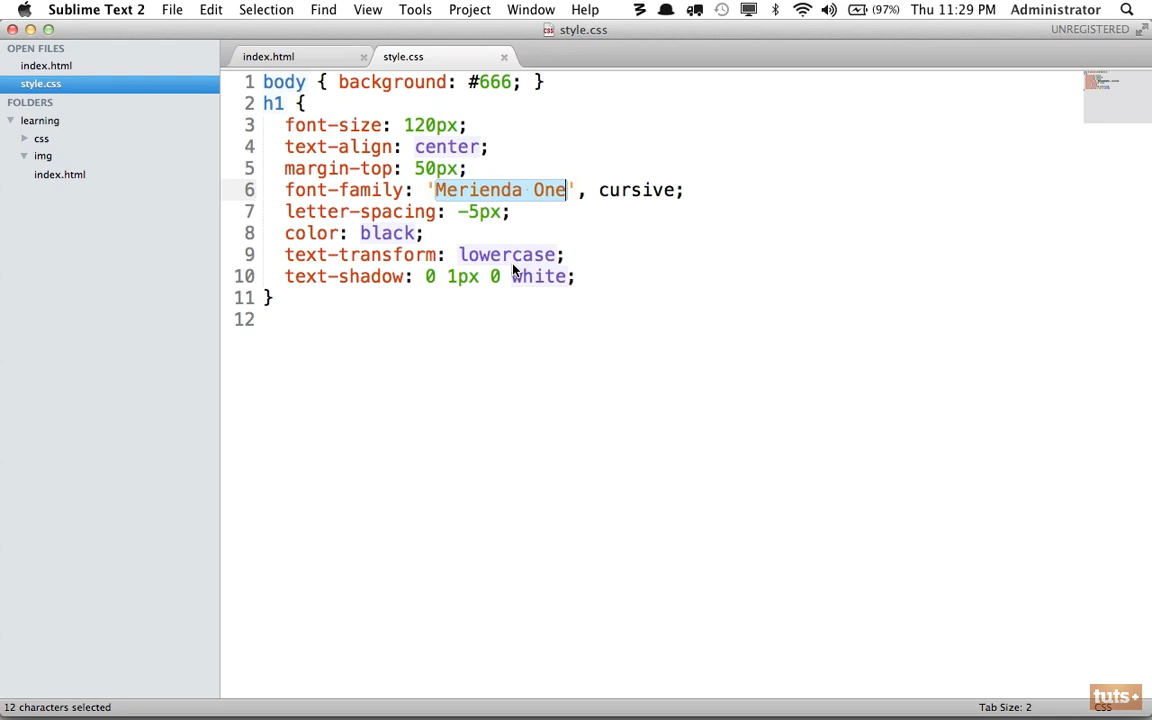 Sublime Text 2 File Edit Selection Find View Tools Project Window Help (97%) Thu 11:29 PM Administrator
css style.css UNREGISTERED
OPEN FILES
index.html
style.css
FOLDERS
learning
css
img
index.html
index.html × style.css ×
1 body { background: #666; }
2 h1 {
3 font-size: 120px;
4 text-align: center;
5 margin-top: 50px;
6 font-family: 'Merienda One', cursive;
7 letter-spacing: -5px;
8 color: black;
9 text-transform: lowercase;
10 text-shadow: 0 1px 0 white;
11 }
12
12 characters selected Tab Size: 2 CSS
tuts+